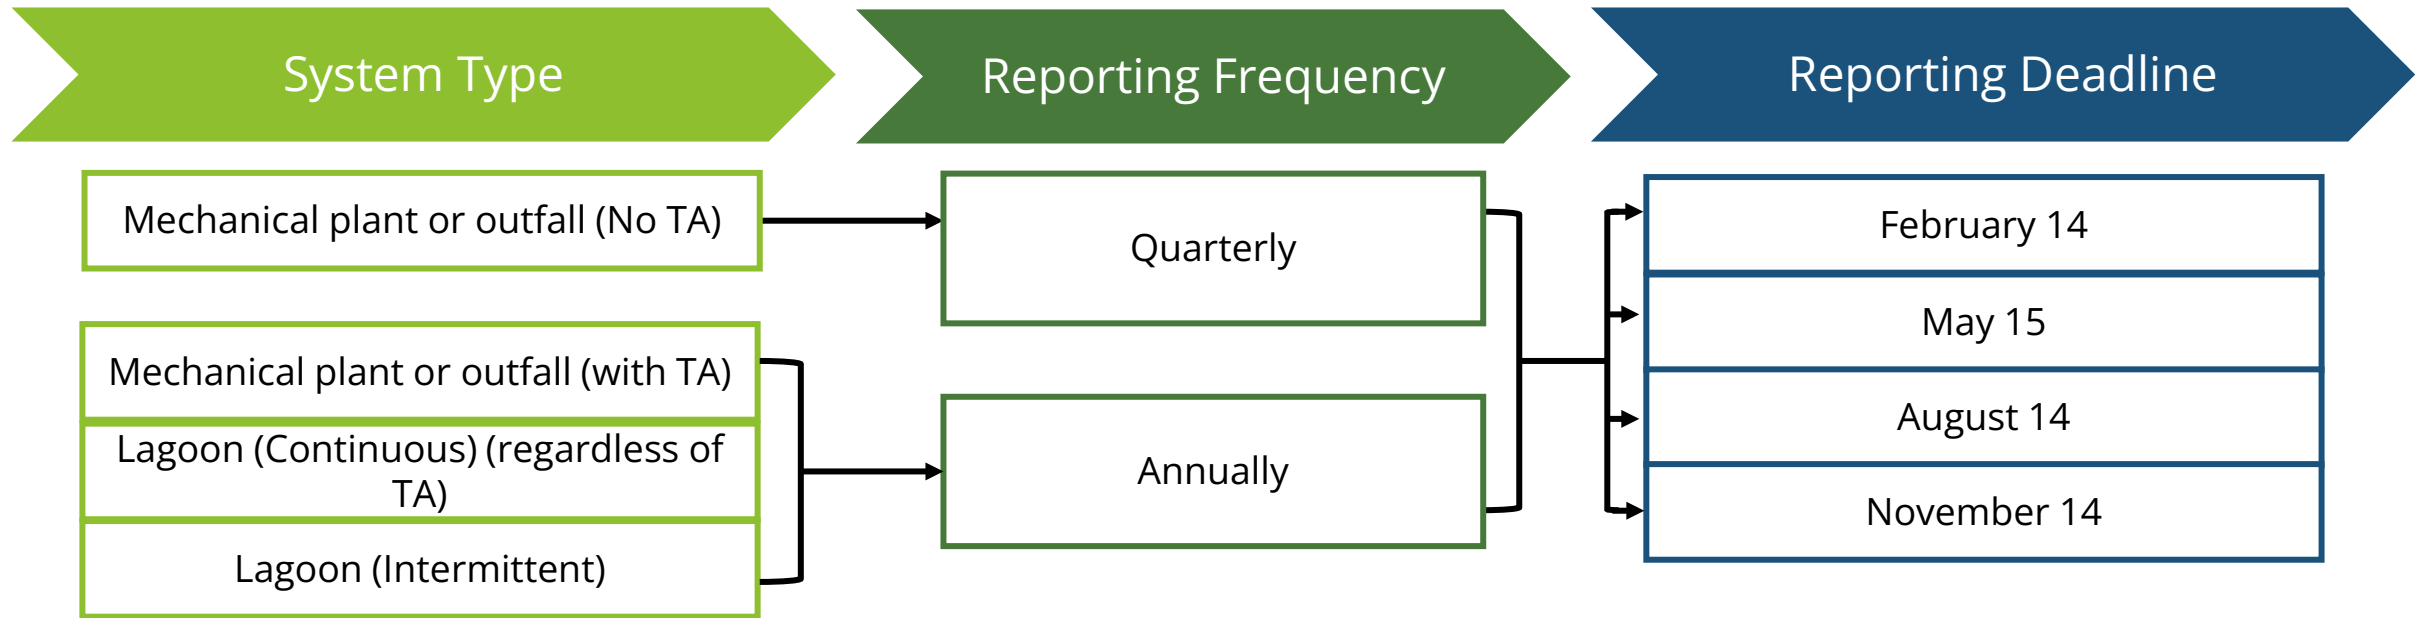 System Type
Reporting Frequency
Reporting Deadline
Mechanical plant or outfall (No TA)
Mechanical plant or outfall (with TA)
Lagoon (Continuous) (regardless of
TA)
Lagoon (Intermittent)
Quarterly
Annually
February 14
May 15
August 14
November 14